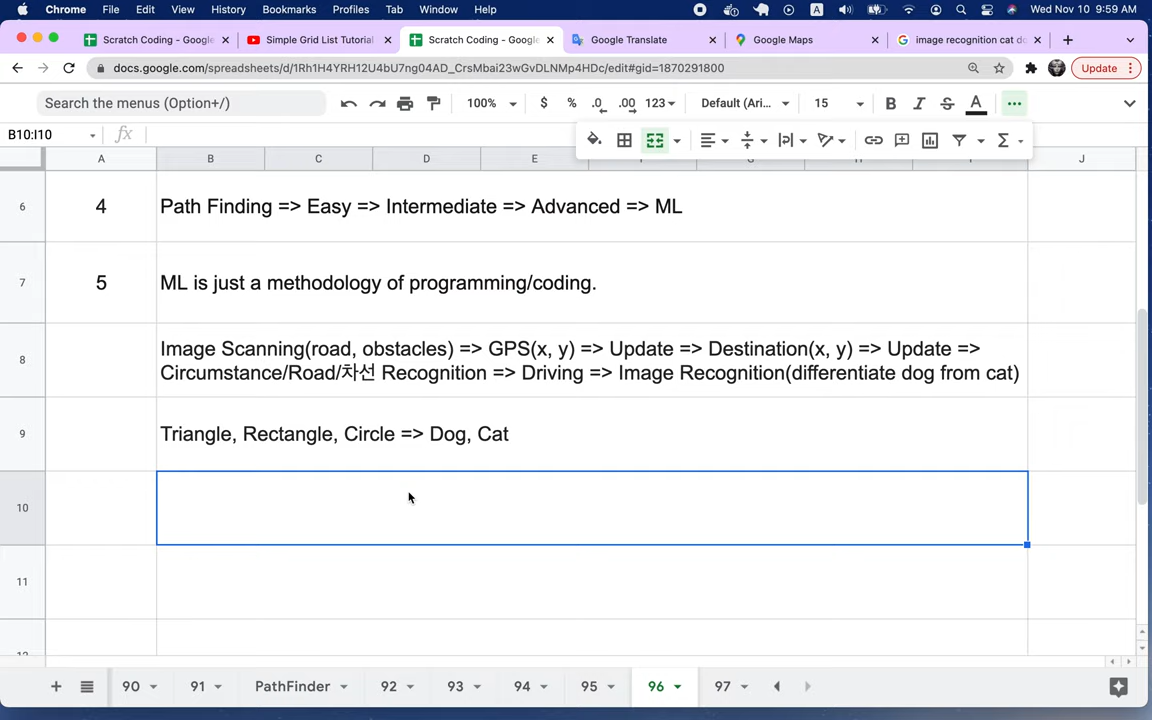 Chrome File Edit View History Bookmarks Profiles Tab Window Help A Wed Nov 10 9:59 AM
Scratch Coding - Google Simple Grid List Tutorial Scratch Coding - Google Google Translate Google Maps image recognition cat do
docs.google.com/spreadsheets/d/1Rh1H4YRH12U4bU7ng04AD_CrsMbai23wGvDLNMp4HDc/edit#gid=1870291800 Update
Search the menus (Option+/) 100% $ % .0 .00 123 Default (Ari... 15 B I S A
B10:I10 fx
A B C D E J
6 4 Path Finding => Easy => Intermediate => Advanced => ML
7 5 ML is just a methodology of programming/coding.
8 Image Scanning(road, obstacles) => GPS(x, y) => Update => Destination(x, y) => Update =>
Circumstance/Road/차선 Recognition => Driving => Image Recognition(differentiate dog from cat)
9 Triangle, Rectangle, Circle => Dog, Cat
10
11
90 91 PathFinder 92 93 94 95 96 97